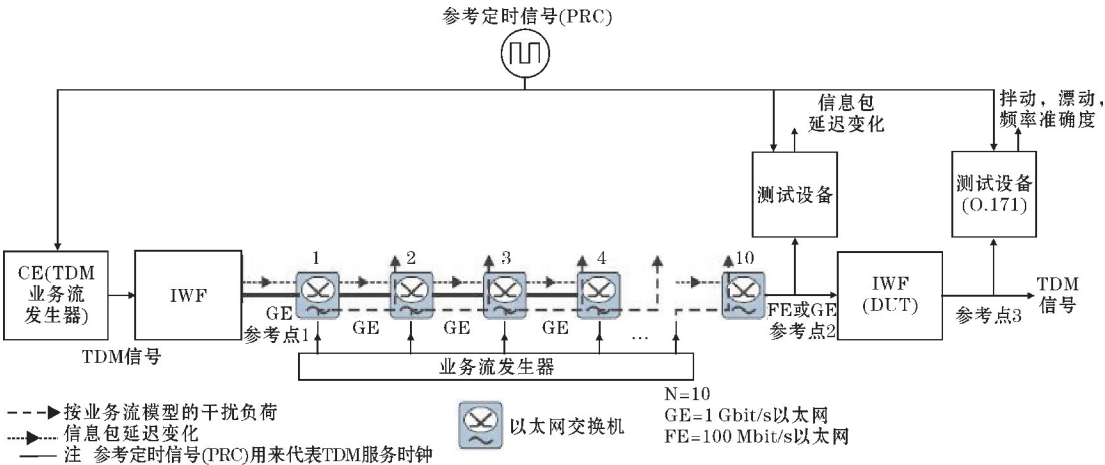 参考定时信号(PRC)
信息包
延迟变化
拌动，漂动，
频率准确度
测试设备
测试设备
(O.171)
CE(TDM
业务流
发生器)
IWF
1
2
3
4
10
IWF
(DUT)
TDM
信号
GE
参考点1
GE
GE
GE
FE或GE
参考点2
参考点3
TDM信号
...
业务流发生器
N=10
GE=1 Gbit/s以太网
FE=100 Mbit/s以太网
以太网交换机
按业务流模型的干扰负荷
信息包延迟变化
注 参考定时信号(PRC)用来代表TDM服务时钟